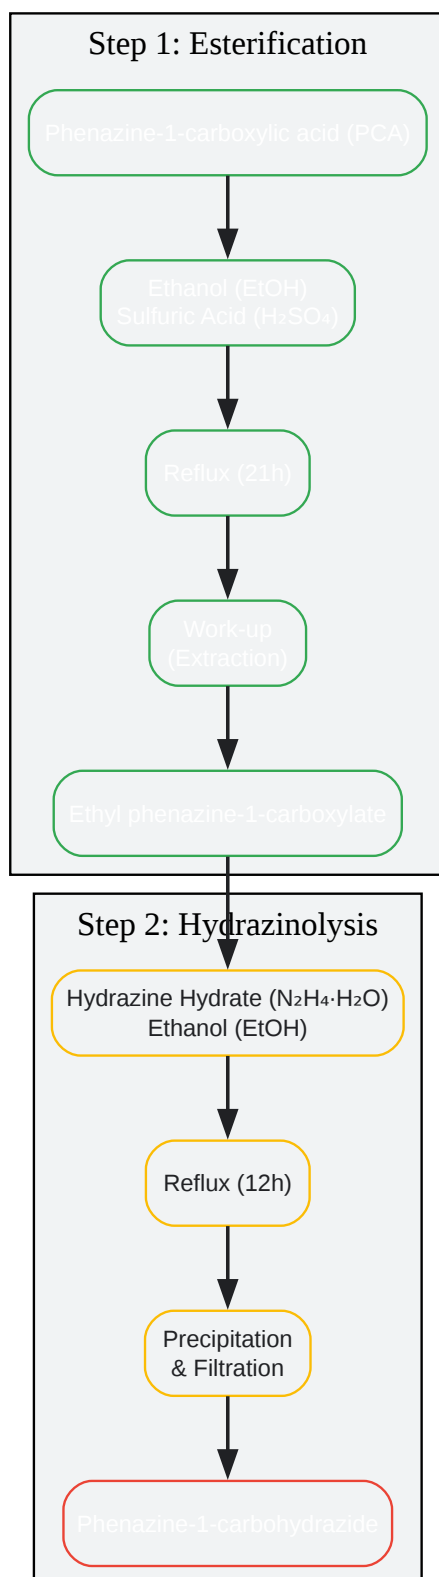 Step 1: Esterification
Phenazine-1-carboxylic acid (PCA)
Ethanol (EtOH)
Sulfuric Acid (H₂SO₄)
Reflux (21h)
Work-up
(Extraction)
Ethyl phenazine-1-carboxylate
Step 2: Hydrazinolysis
Hydrazine Hydrate (N₂H₄·H₂O)
Ethanol (EtOH)
Reflux (12h)
Precipitation
& Filtration
Phenazine-1-carbohydrazide